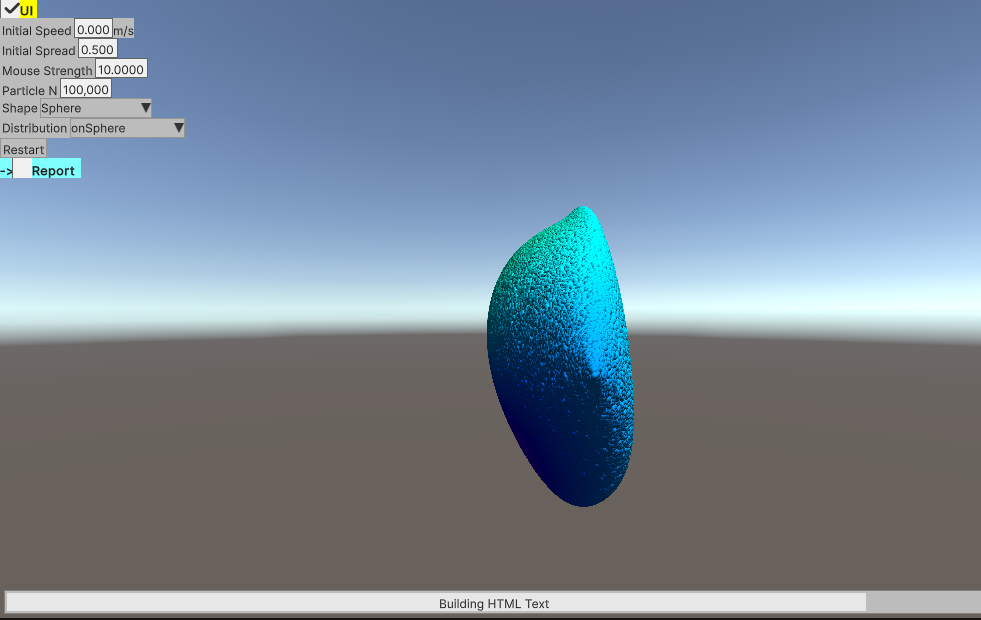 UI
Initial Speed 0.000 m/s
Initial Spread 0.500
Mouse Strength 10.0000
Particle N 100,000
Shape Sphere
Distribution onSphere
Restart
-> Report
Building HTML Text